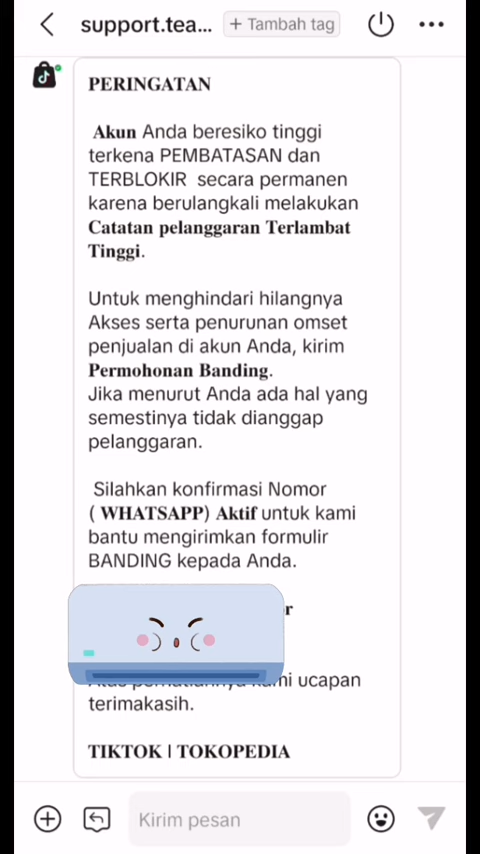 support.tea... + Tambah tag
PERINGATAN
Akun Anda beresiko tinggi
terkena PEMBATASAN dan
TERBLOKIR secara permanen
karena berulangkali melakukan
Catatan pelanggaran Terlambat
Tinggi.
Untuk menghindari hilangnya
Akses serta penurunan omset
penjualan di akun Anda, kirim
Permohonan Banding.
Jika menurut Anda ada hal yang
semestinya tidak dianggap
pelanggaran.
Silahkan konfirmasi Nomor
( WHATSAPP) Aktif untuk kami
bantu mengirimkan formulir
BANDING kepada Anda.
ucapan
terimakasih.
TIKTOK | TOKOPEDIA
Kirim pesan